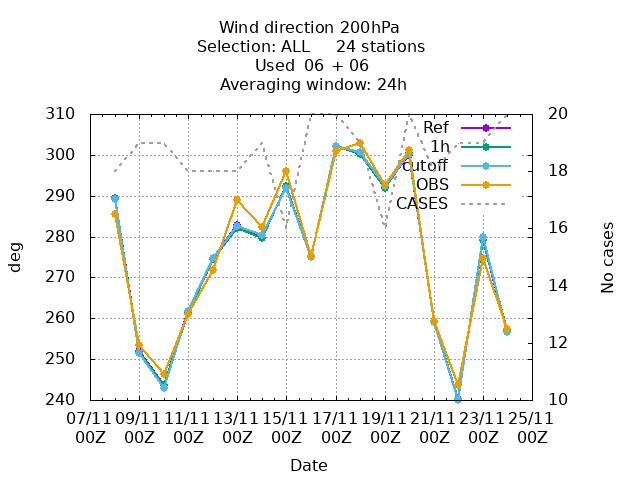 Wind direction 200hPa
Selection: ALL     24 stations
Used  06 + 06
Averaging window: 24h
310 20
Ref
1h
300
cutoff
18
OBS
290
CASES
16
280
deg
No cases
270
14
260
12
250
240 10
07/11 09/11 11/11 13/11 15/11 17/11 19/11 21/11 23/11 25/11
00Z 00Z 00Z 00Z 00Z 00Z 00Z 00Z 00Z 00Z
Date